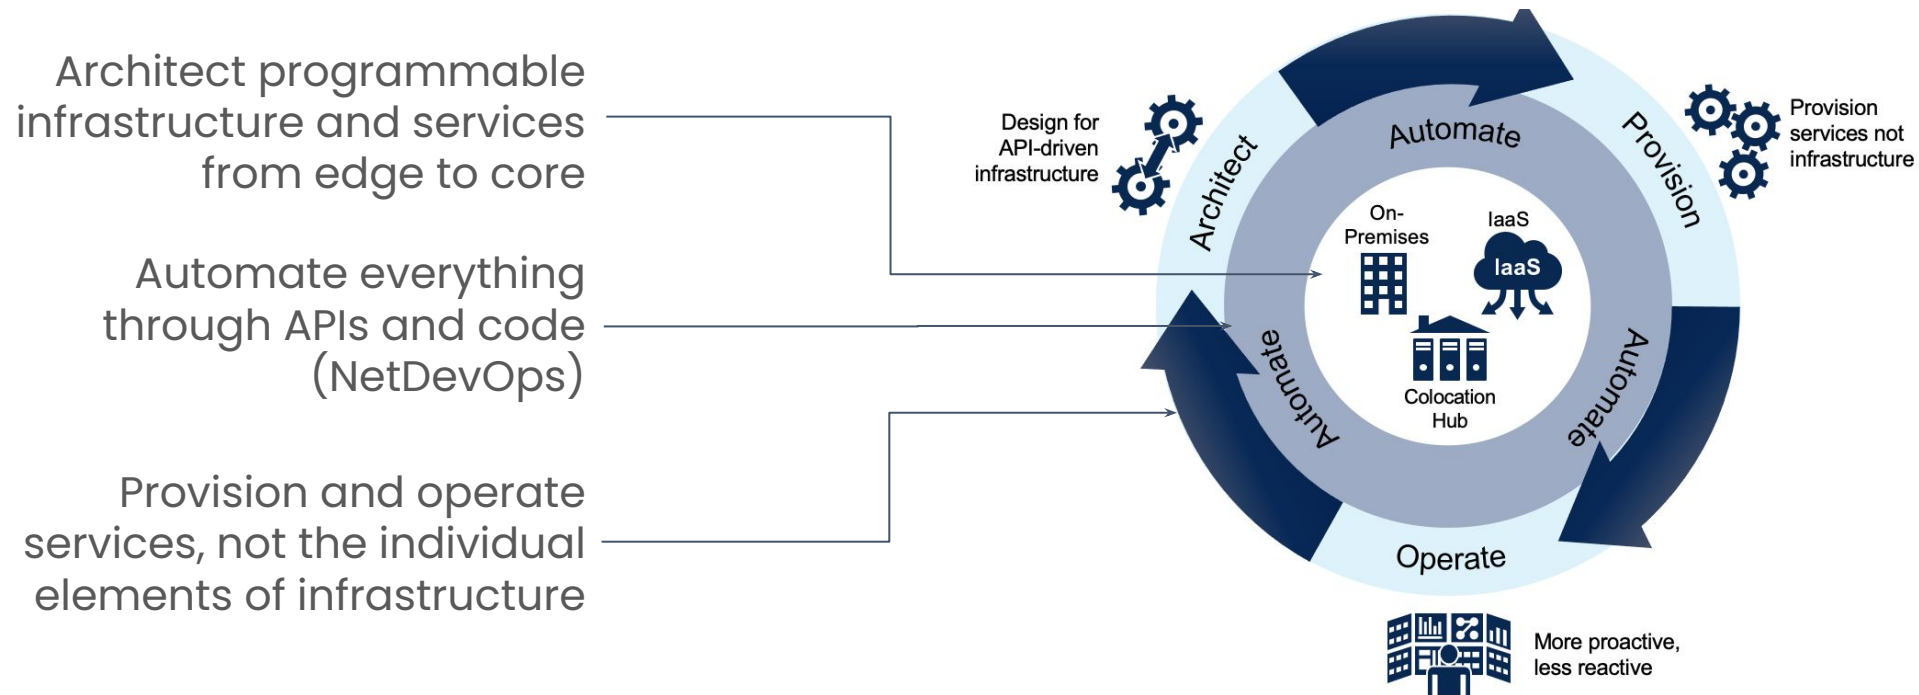 Architect programmable
infrastructure and services
from edge to core
Automate everything
through APIs and code
(NetDevOps)
Provision and operate
services, not the individual
elements of infrastructure
Design for
API-driven
infrastructure
Architect
Automate
Provision
Provision
services not
infrastructure
On-
Premises
IaaS
IaaS
Colocation
Hub
Automate
Automate
Operate
More proactive,
less reactive